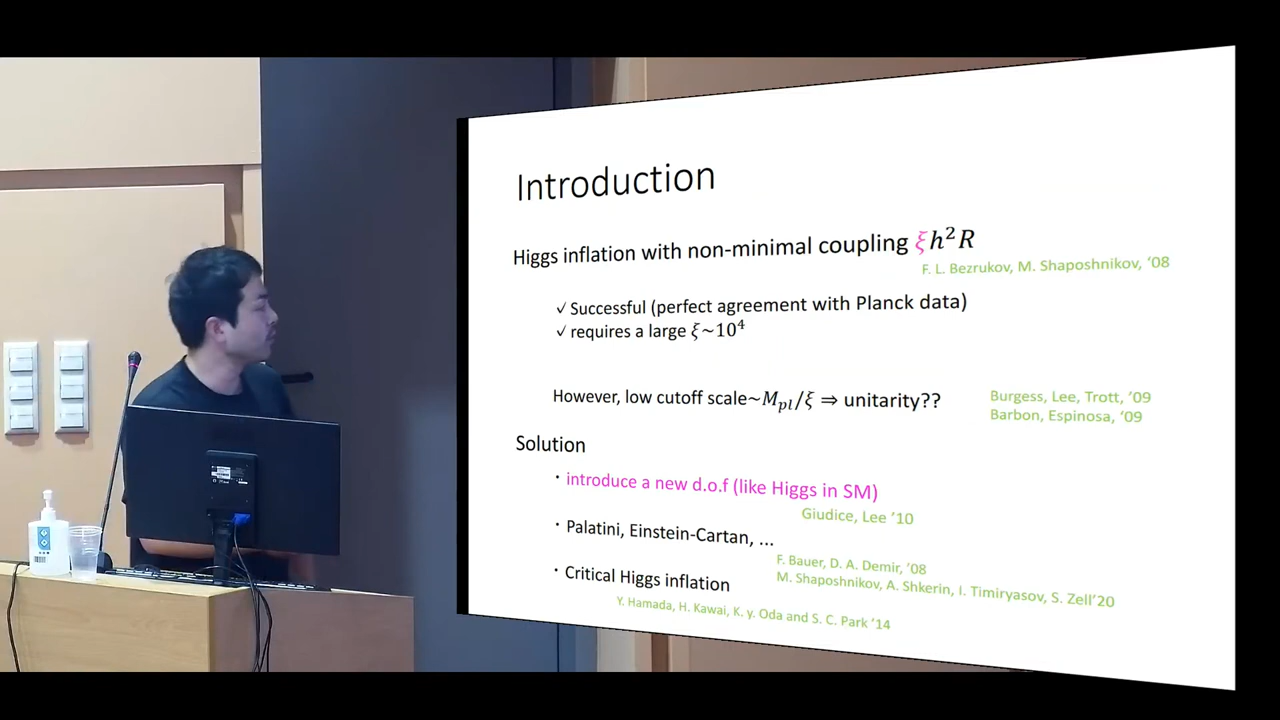 Introduction
Higgs inflation with non-minimal coupling ξh²R
F. L. Bezrukov, M. Shaposhnikov, '08
✓ Successful (perfect agreement with Planck data)
✓ requires a large ξ~10⁴
However, low cutoff scale~M_pl/ξ ⇒ unitarity??
Burgess, Lee, Trott, '09
Barbon, Espinosa, '09
Solution
・introduce a new d.o.f (like Higgs in SM)
Giudice, Lee '10
・Palatini, Einstein-Cartan, ...
F. Bauer, D. A. Demir, '08
M. Shaposhnikov, A. Shkerin, I. Timiryasov, S. Zell'20
・Critical Higgs inflation
Y. Hamada, H. Kawai, K. y. Oda and S. C. Park '14